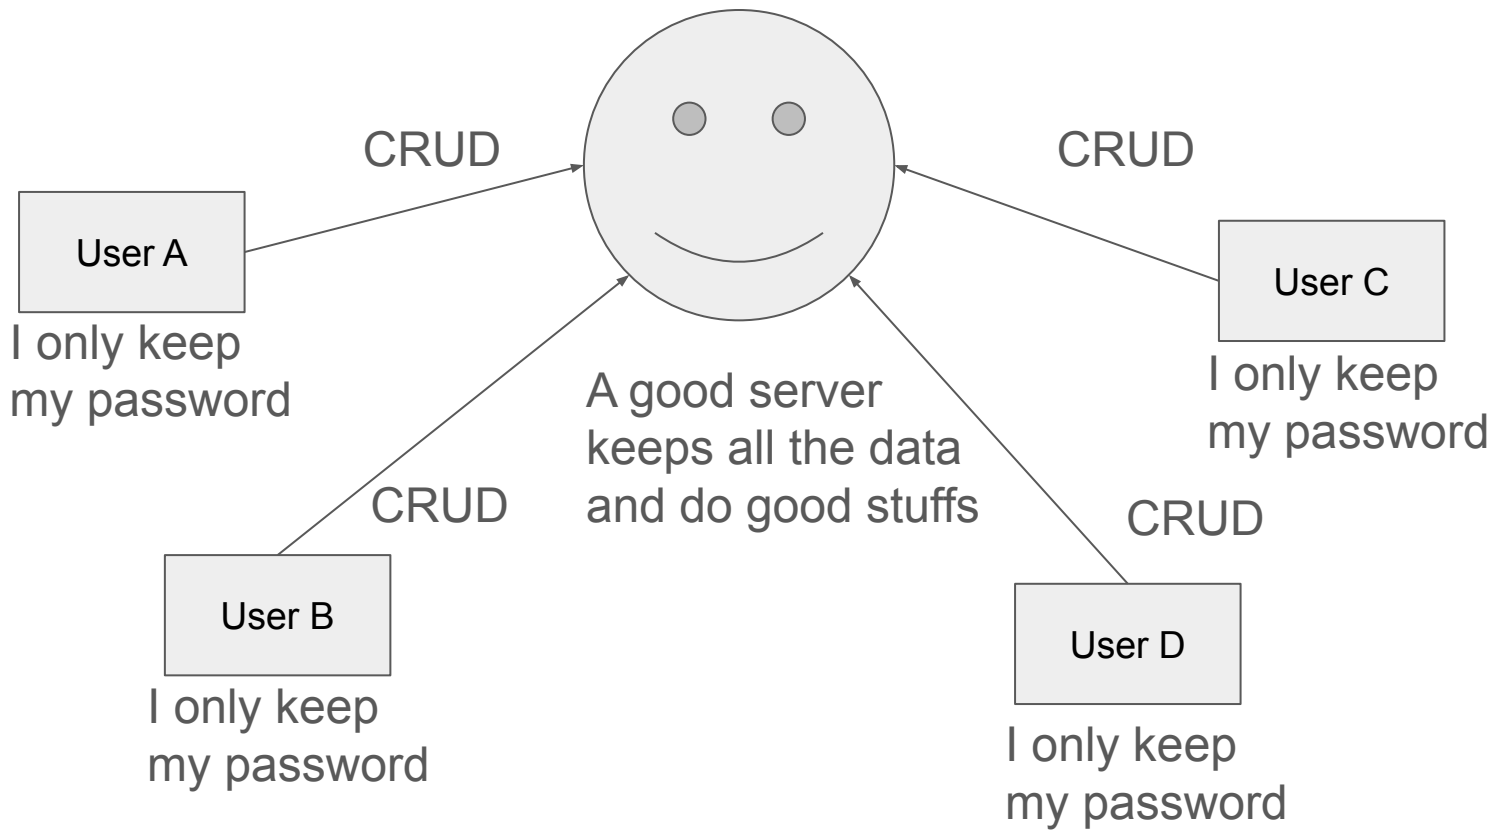 CRUD
CRUD
User A
I only keep
my password
User C
I only keep
my password
A good server
keeps all the data
and do good stuffs
CRUD
CRUD
User B
I only keep
my password
User D
I only keep
my password